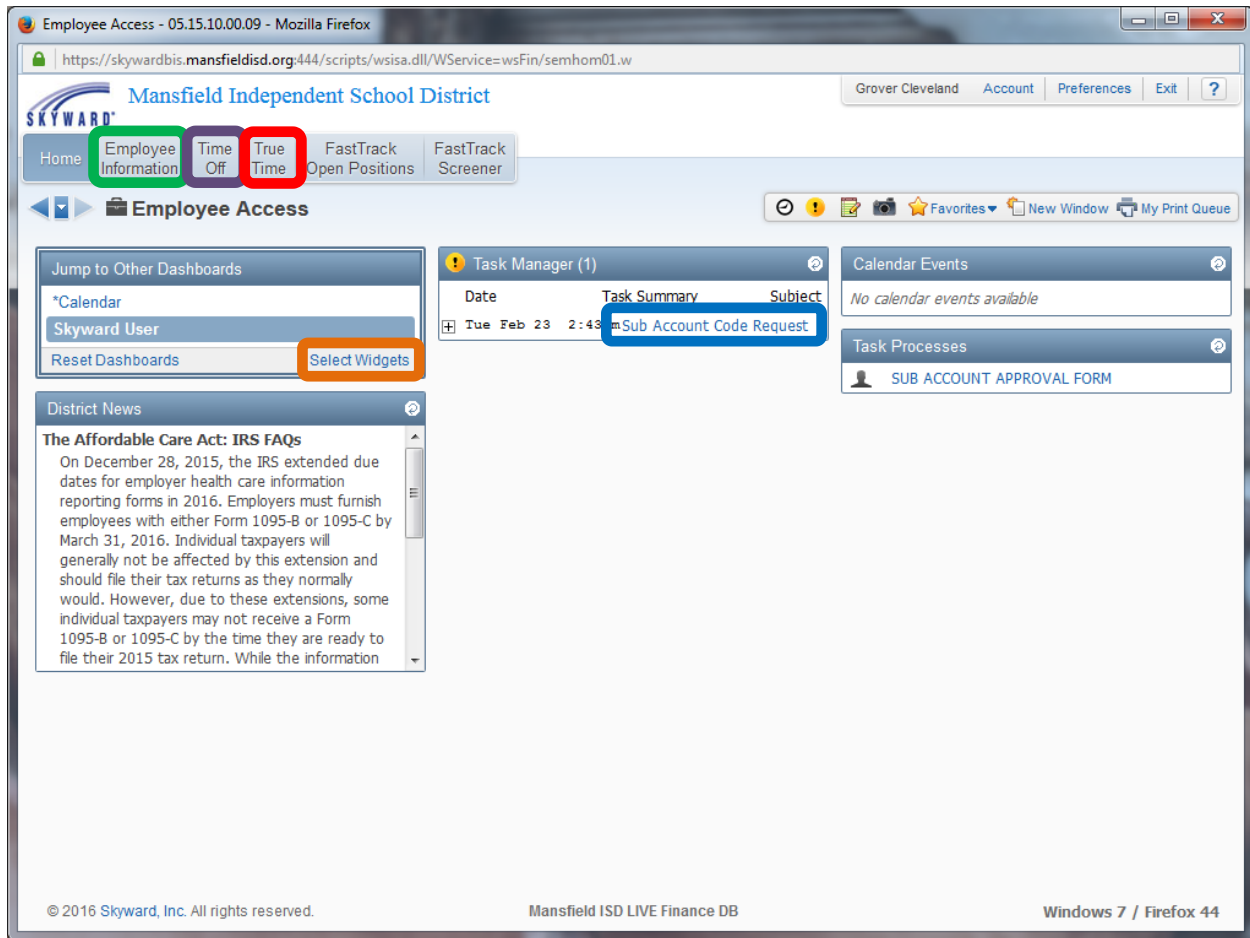 Employee Access - 05.15.10.00.09 - Mozilla Firefox
https://skywardbis.mansfieldisd.org:444/scripts/wsisa.dll/WService=wsFin/semhom01.w
SKYWARD®
Mansfield Independent School District
Grover Cleveland Account Preferences Exit ?
Home
Employee Information
Time Off
True Time
FastTrack Open Positions
FastTrack Screener
Employee Access
Favorites New Window My Print Queue
Jump to Other Dashboards
*Calendar
Skyward User
Reset Dashboards Select Widgets
District News
The Affordable Care Act: IRS FAQs
On December 28, 2015, the IRS extended due
dates for employer health care information
reporting forms in 2016. Employers must furnish
employees with either Form 1095-B or 1095-C by
March 31, 2016. Individual taxpayers will
generally not be affected by this extension and
should file their tax returns as they normally
would. However, due to these extensions, some
individual taxpayers may not receive a Form
1095-B or 1095-C by the time they are ready to
file their 2015 tax return. While the information
Task Manager (1)
Date Task Summary Subject
Tue Feb 23 2:43 m Sub Account Code Request
Calendar Events
No calendar events available
Task Processes
SUB ACCOUNT APPROVAL FORM
© 2016 Skyward, Inc. All rights reserved.
Mansfield ISD LIVE Finance DB
Windows 7 / Firefox 44